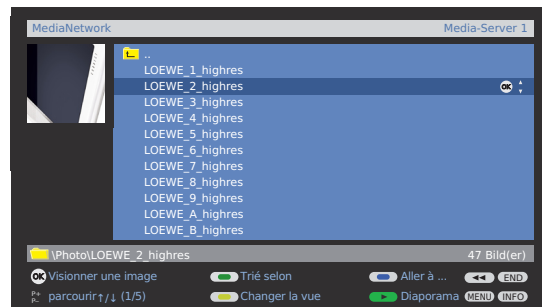 MediaNetwork Media-Server 1
..
LOEWE_1_highres
LOEWE_2_highres OK
LOEWE_3_highres
LOEWE_4_highres
LOEWE_5_highres
LOEWE_6_highres
LOEWE_7_highres
LOEWE_8_highres
LOEWE_9_highres
LOEWE_A_highres
LOEWE_B_highres
\Photo\LOEWE_2_highres 47 Bild(er)
OK Visionner une image Trié selon Aller à ... END
P+ P– parcourir↑/↓ (1/5) Changer la vue Diaporama MENU INFO